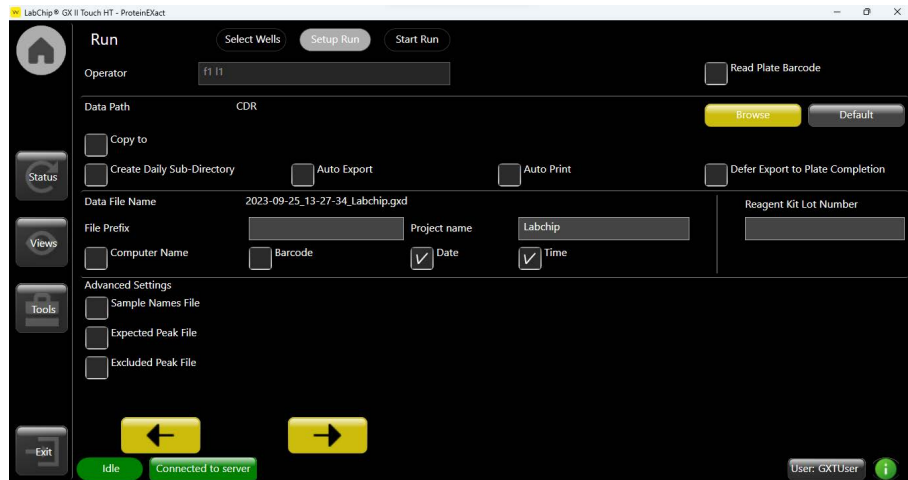 LabChip® GX II Touch HT - ProteinEXact
Run
Select Wells
Setup Run
Start Run
Operator
f1 l1
Read Plate Barcode
Data Path
CDR
Browse
Default
Copy to
Create Daily Sub-Directory
Auto Export
Auto Print
Defer Export to Plate Completion
Status
Data File Name
2023-09-25_13-27-34_Labchip.gxd
Reagent Kit Lot Number
File Prefix
Project name
Labchip
Views
Computer Name
Barcode
Date
Time
Advanced Settings
Sample Names File
Tools
Expected Peak File
Excluded Peak File
Exit
Idle
Connected to server
User: GXTUser
i